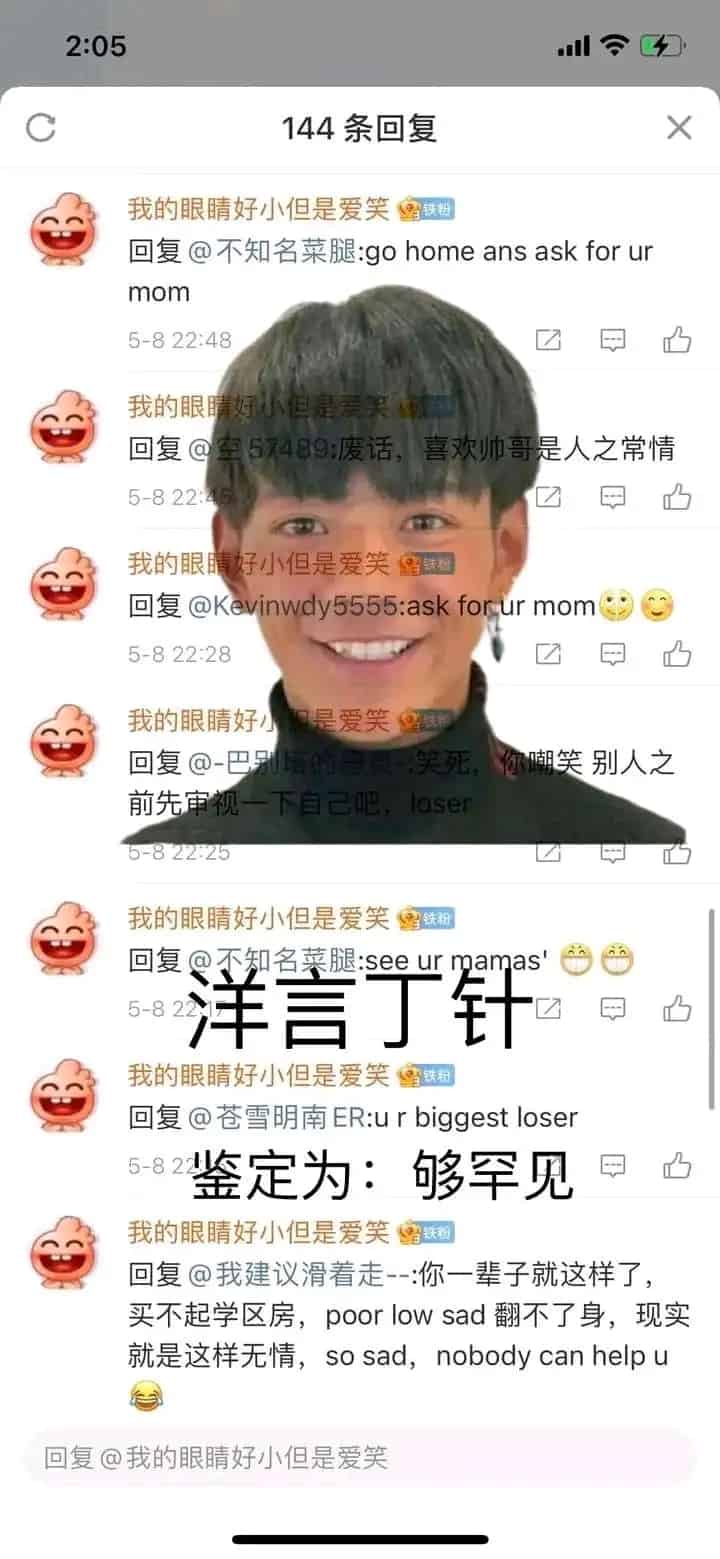 2:05
144 条回复
我的眼睛好小但是爱笑 铁粉
回复@不知名菜腿:go home ans ask for ur
mom
5-8 22:48
我的眼睛好小但是爱笑
回复@空57489:废话，喜欢帅哥是人之常情
5-8 22:45
我的眼睛好小但是爱笑 铁粉
回复@Kevinwdy5555:ask for ur mom
5-8 22:28
我的眼睛好小但是爱笑 铁粉
回复@-巴别塔的:笑死，你嘲笑 别人之
前先审视一下自己吧，loser
5-8 22:25
我的眼睛好小但是爱笑 铁粉
回复@不知名菜腿:see ur mamas'
5-8 22:17
洋言丁针
我的眼睛好小但是爱笑 铁粉
回复@苍雪明南ER:u r biggest loser
5-8 22
鉴定为：够罕见
我的眼睛好小但是爱笑 铁粉
回复@我建议滑着走--:你一辈子就这样了，
买不起学区房，poor low sad 翻不了身，现实
就是这样无情，so sad，nobody can help u
回复@我的眼睛好小但是爱笑